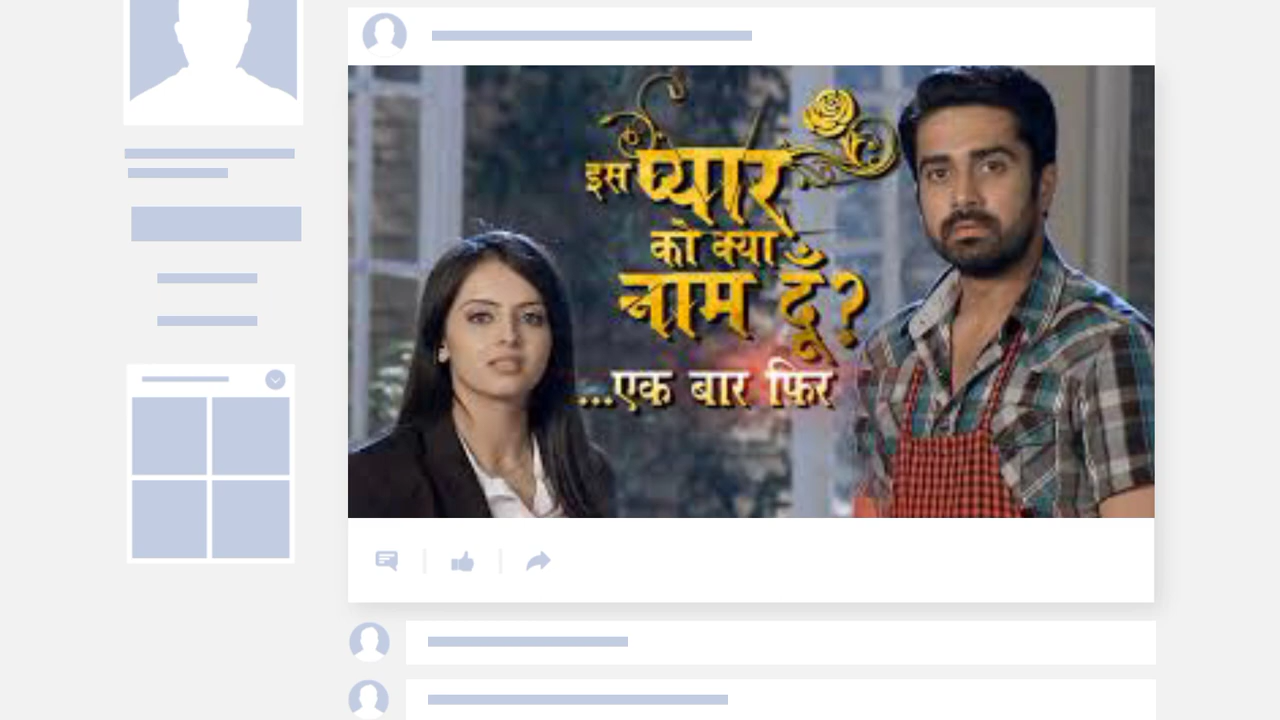 इस प्यार
को क्या
नाम दूँ?
...एक बार फिर